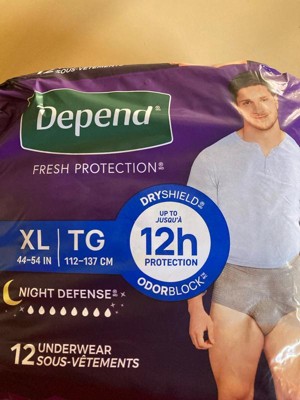 12 SOUS-VÊTEMENTS
Depend
FRESH PROTECTION
DRYSHIELD
UP TO
JUSQU'À
12h
PROTECTION
ODORBLOCK
XL | TG
44-54 IN 112-137 CM
NIGHT DEFENSE
12 UNDERWEAR
SOUS-VÊTEMENTS